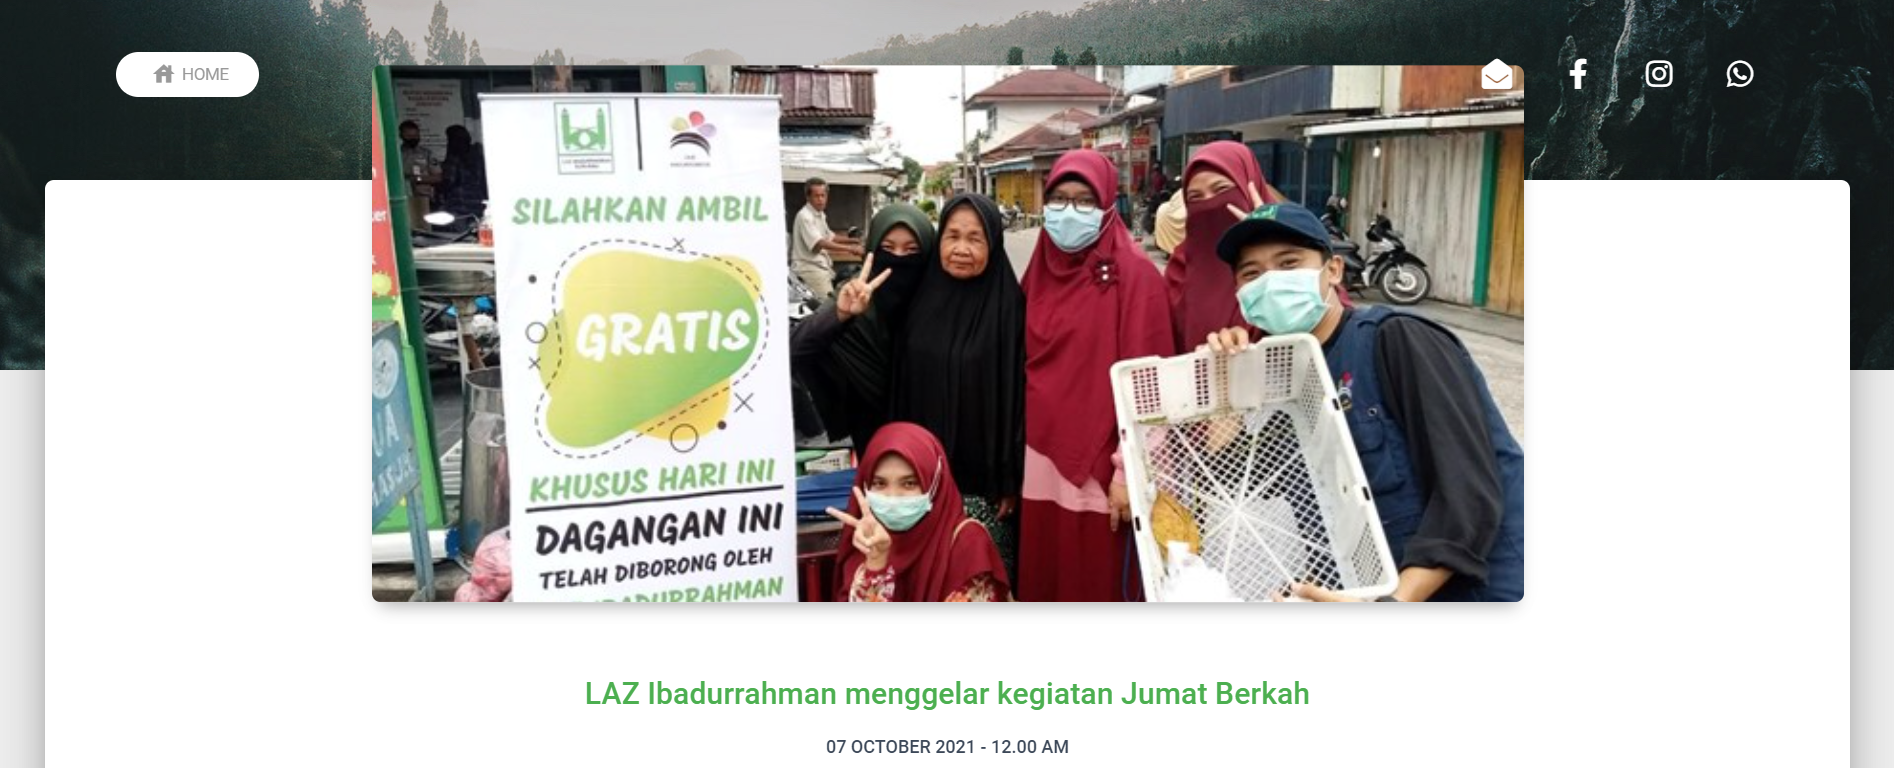 HOME
SILAHKAN AMBIL
GRATIS
KHUSUS HARI INI
DAGANGAN INI
TELAH DIBORONG OLEH
IBADURRAHMAN
LAZ Ibadurrahman menggelar kegiatan Jumat Berkah
07 OCTOBER 2021 - 12.00 AM